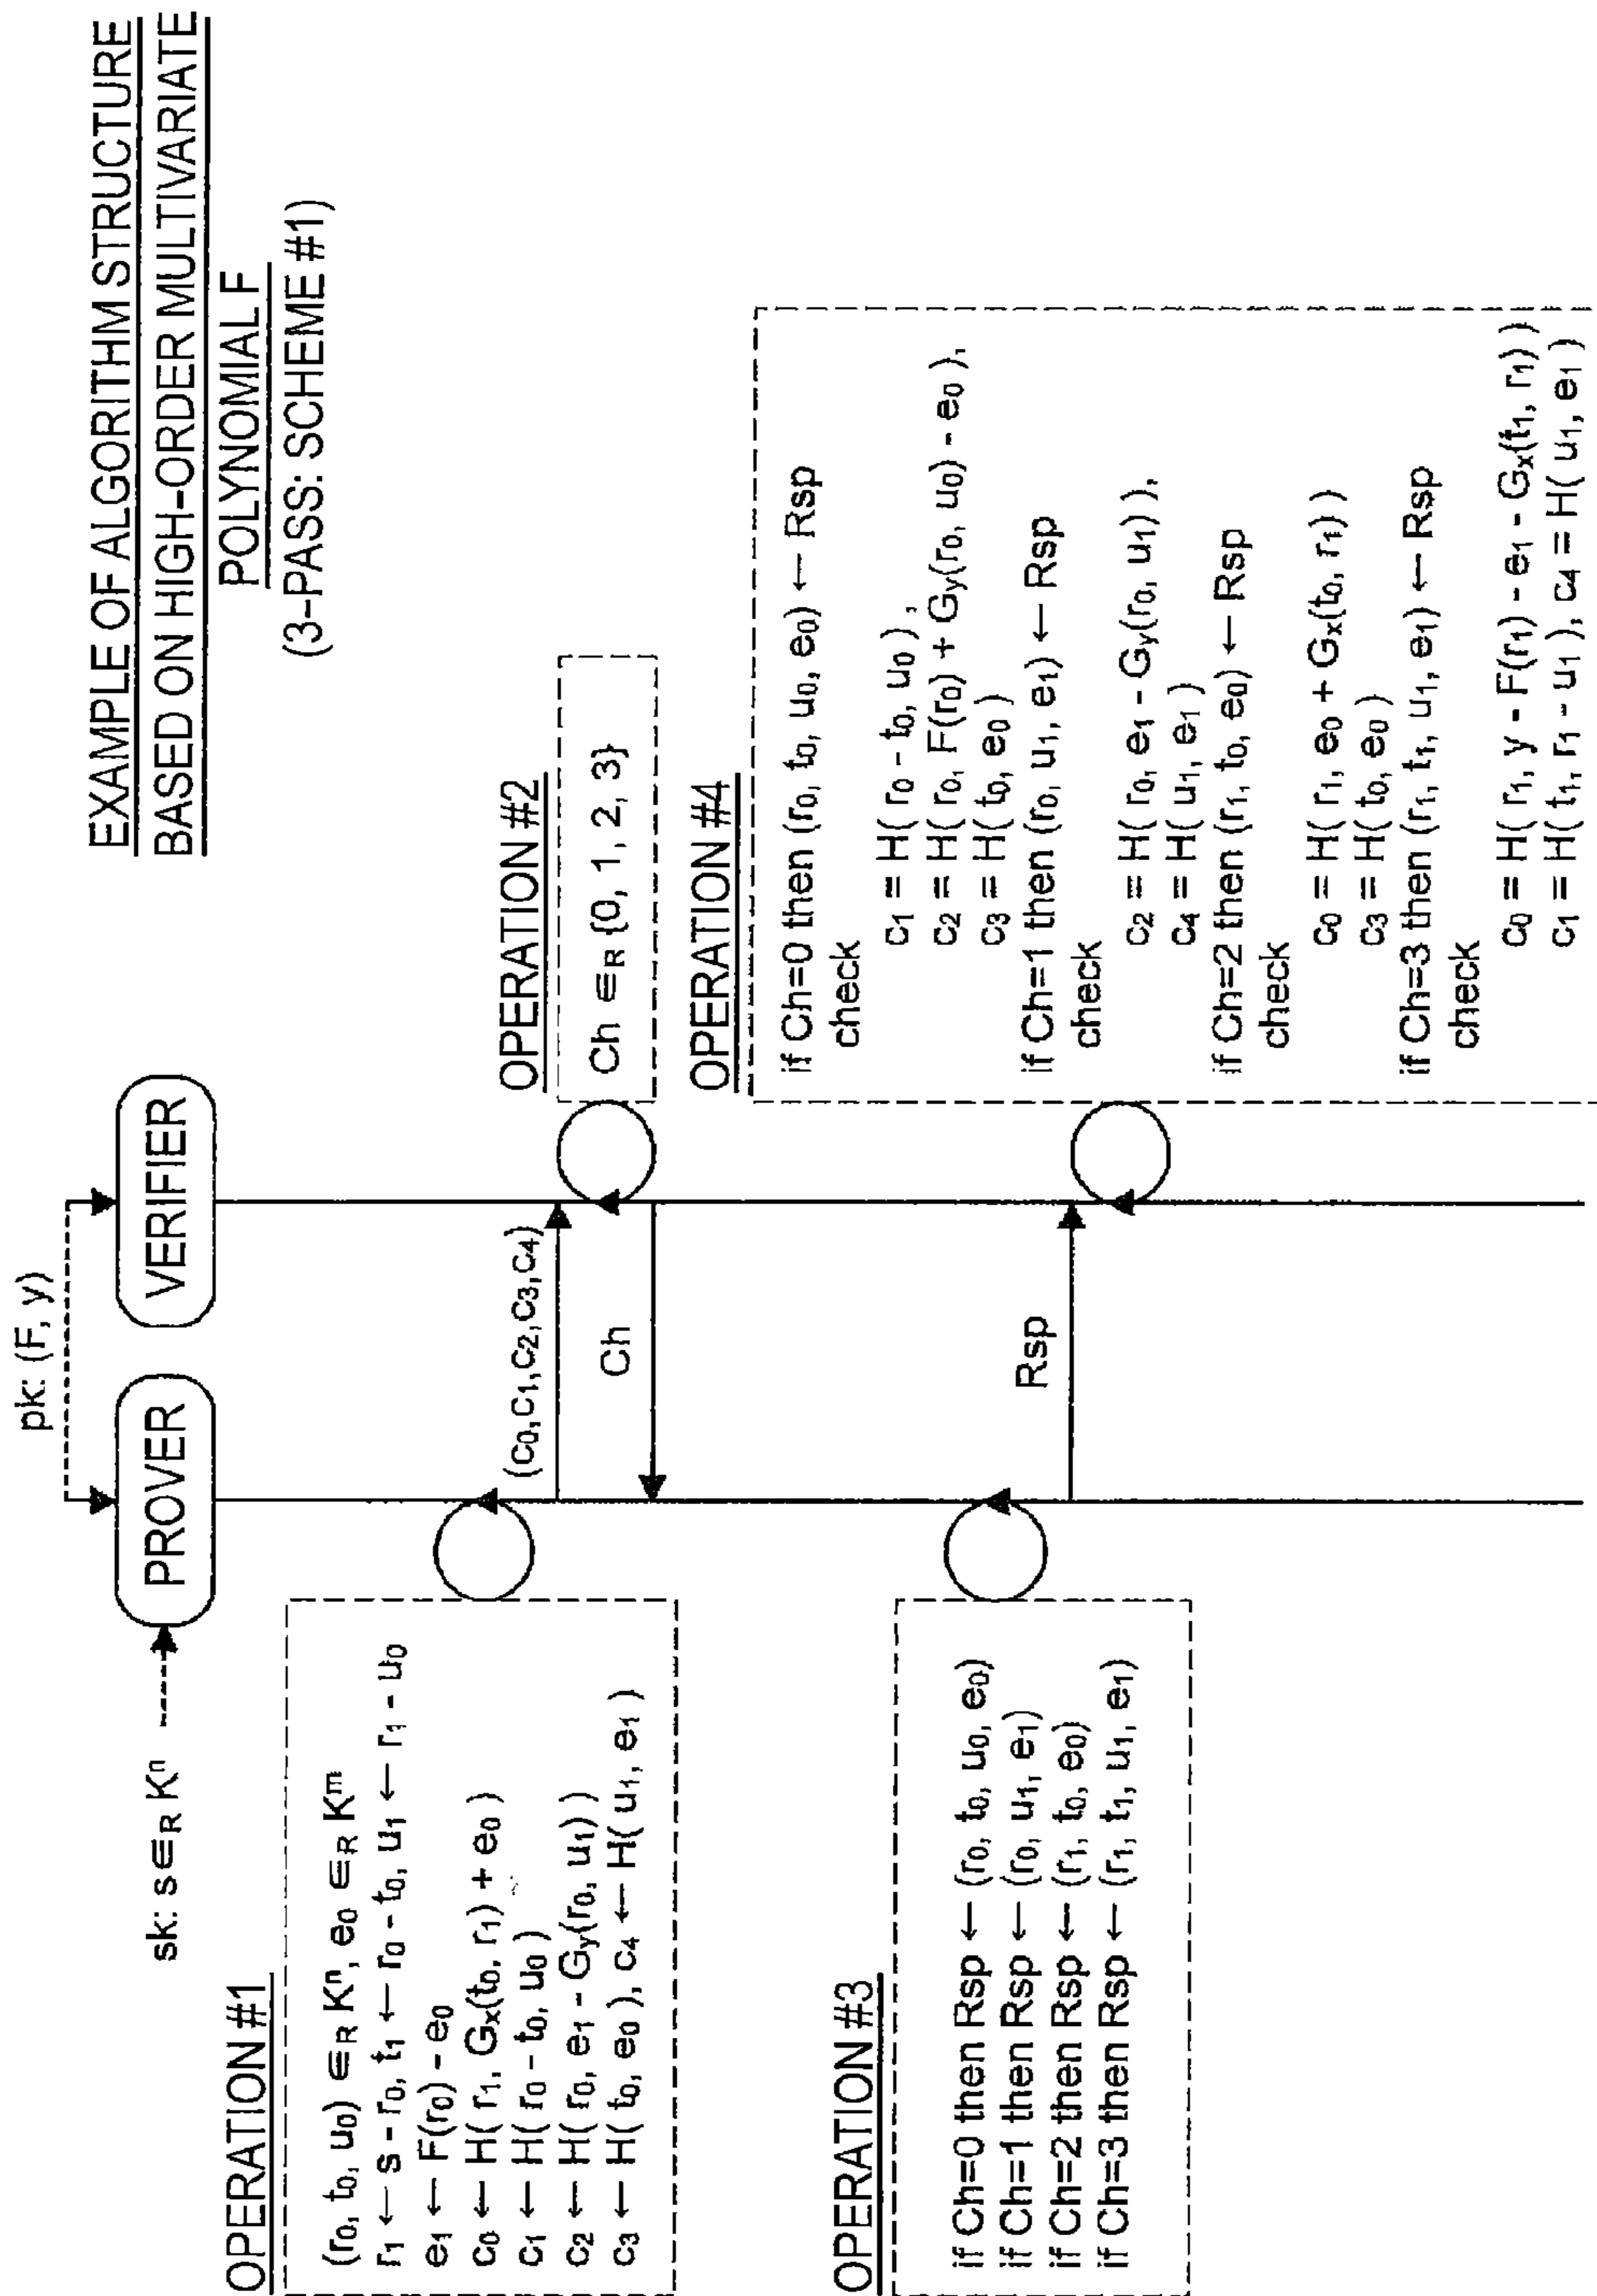 EXAMPLE OF ALGORITHM STRUCTURE
BASED ON HIGH-ORDER MULTIVARIATE
POLYNOMIAL F
(3-PASS: SCHEME #1)
pk: (F, y)
sk: s ∈R Kⁿ
PROVER
VERIFIER
OPERATION #1
(r₀, t₀, u₀) ∈R Kⁿ, e₀ ∈R Kᵐ
r₁ ← s - r₀, t₁ ← r₀ - t₀, u₁ ← r₁ - u₀
e₁ ← F(r₀) - e₀
c₀ ← H( r₁, Gₓ(t₀, r₁) + e₀ )
c₁ ← H( r₀ - t₀, u₀ )
c₂ ← H( r₀, e₁ - Gy(r₀, u₁) )
c₃ ← H( t₀, e₀ ), c₄ ← H( u₁, e₁ )
(c₀,c₁,c₂,c₃,c₄)
OPERATION #2
Ch ∈R {0, 1, 2, 3}
Ch
OPERATION #3
if Ch=0 then Rsp ← (r₀, t₀, u₀, e₀)
if Ch=1 then Rsp ← (r₀, u₁, e₁)
if Ch=2 then Rsp ← (r₁, t₀, e₀)
if Ch=3 then Rsp ← (r₁, t₁, u₁, e₁)
Rsp
OPERATION #4
if Ch=0 then (r₀, t₀, u₀, e₀) ← Rsp
check
c₁ = H( r₀ - t₀, u₀ ),
c₂ = H( r₀, F(r₀) + Gy(r₀, u₀) - e₀ ),
c₃ = H( t₀, e₀ )
if Ch=1 then (r₀, u₁, e₁) ← Rsp
check
c₂ = H( r₀, e₁ - Gy(r₀, u₁) ),
c₄ = H( u₁, e₁ )
if Ch=2 then (r₁, t₀, e₀) ← Rsp
check
c₀ = H( r₁, e₀ + Gₓ(t₀, r₁) )
c₃ = H( t₀, e₀ )
if Ch=3 then (r₁, t₁, u₁, e₁) ← Rsp
check
c₀ = H( r₁, y - F(r₁) - e₁ - Gₓ(t₁, r₁) )
c₁ = H( t₁, r₁ - u₁ ), c₄ = H( u₁, e₁ )